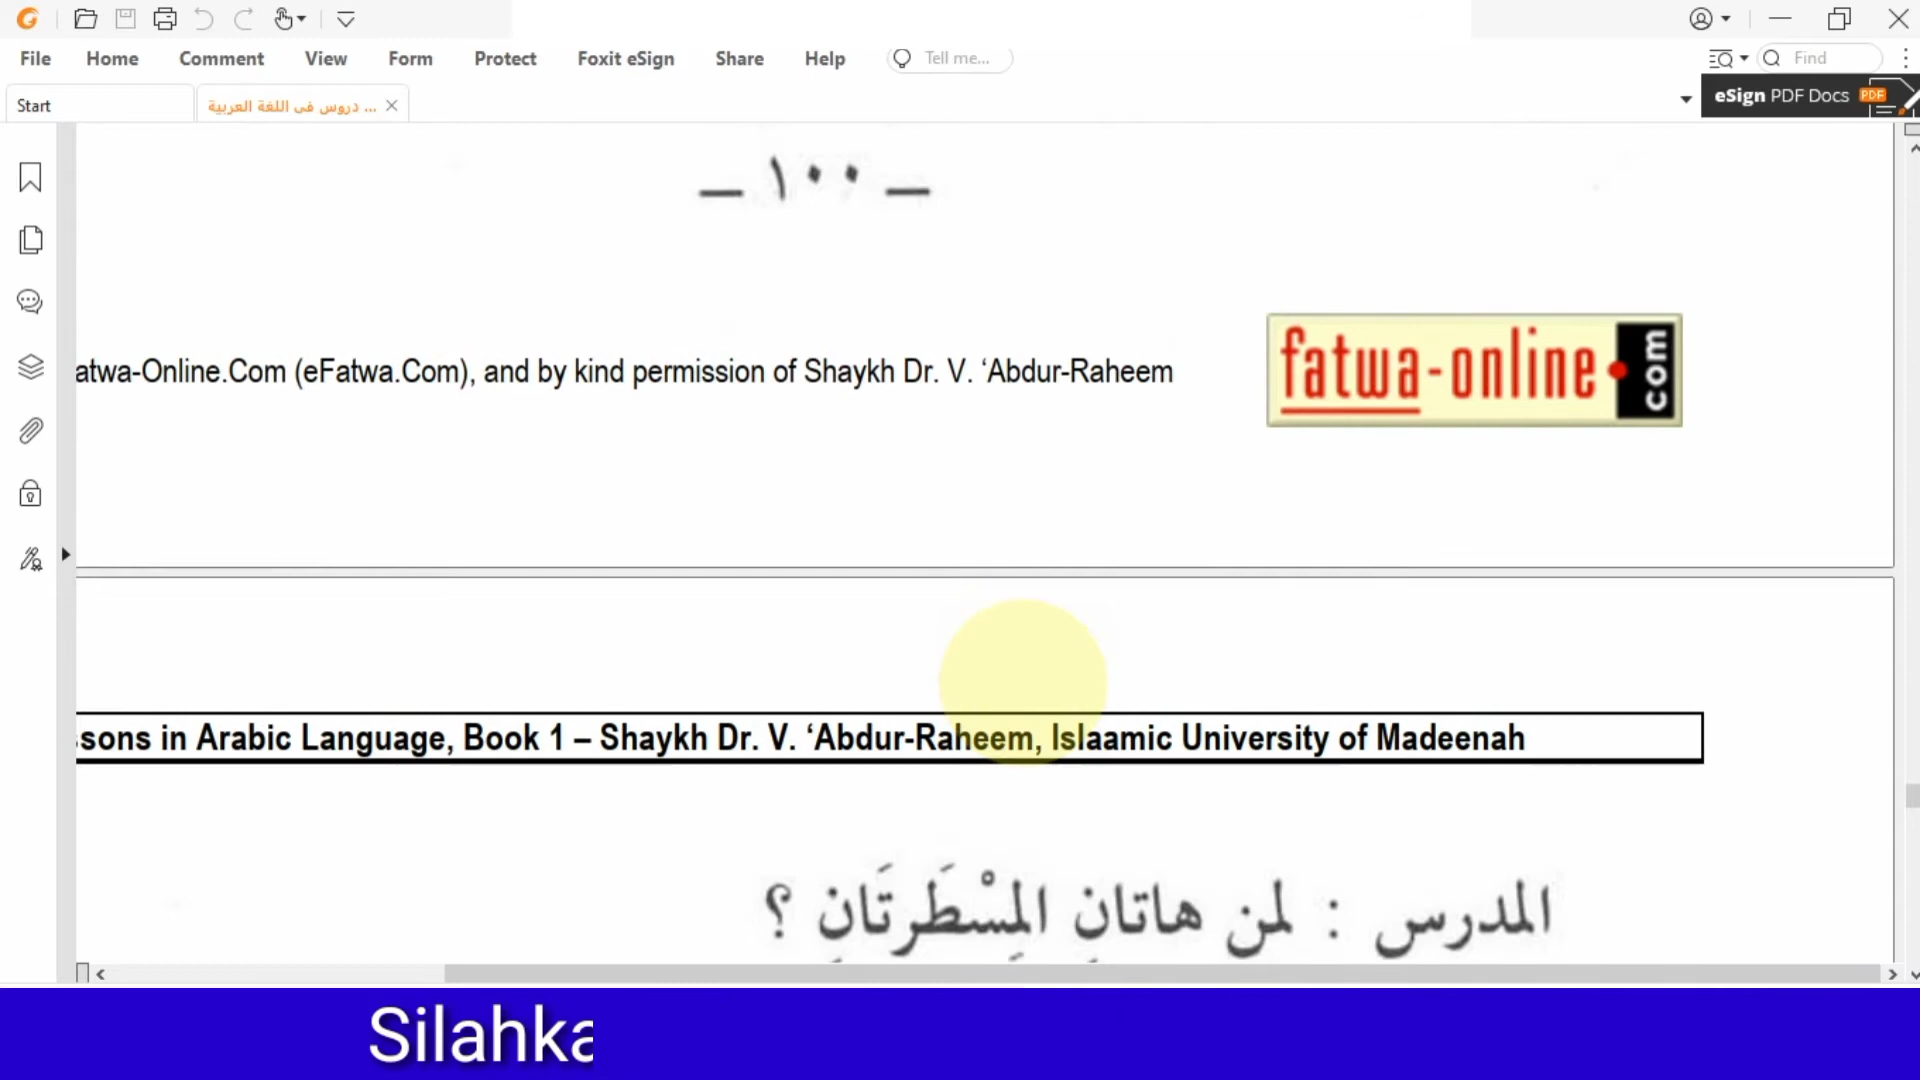 File Home Comment View Form Protect Foxit eSign Share Help Tell me... Find
Start دروس فى اللغة العربية ... eSign PDF Docs PDF
— ١٠٠ —
atwa-Online.Com (eFatwa.Com), and by kind permission of Shaykh Dr. V. ‘Abdur-Raheem
fatwa-online.com
sons in Arabic Language, Book 1 – Shaykh Dr. V. ‘Abdur-Raheem, Islaamic University of Madeenah
المدرس : لمن هاتانِ المِسْطَرتَانِ ؟
Silahka